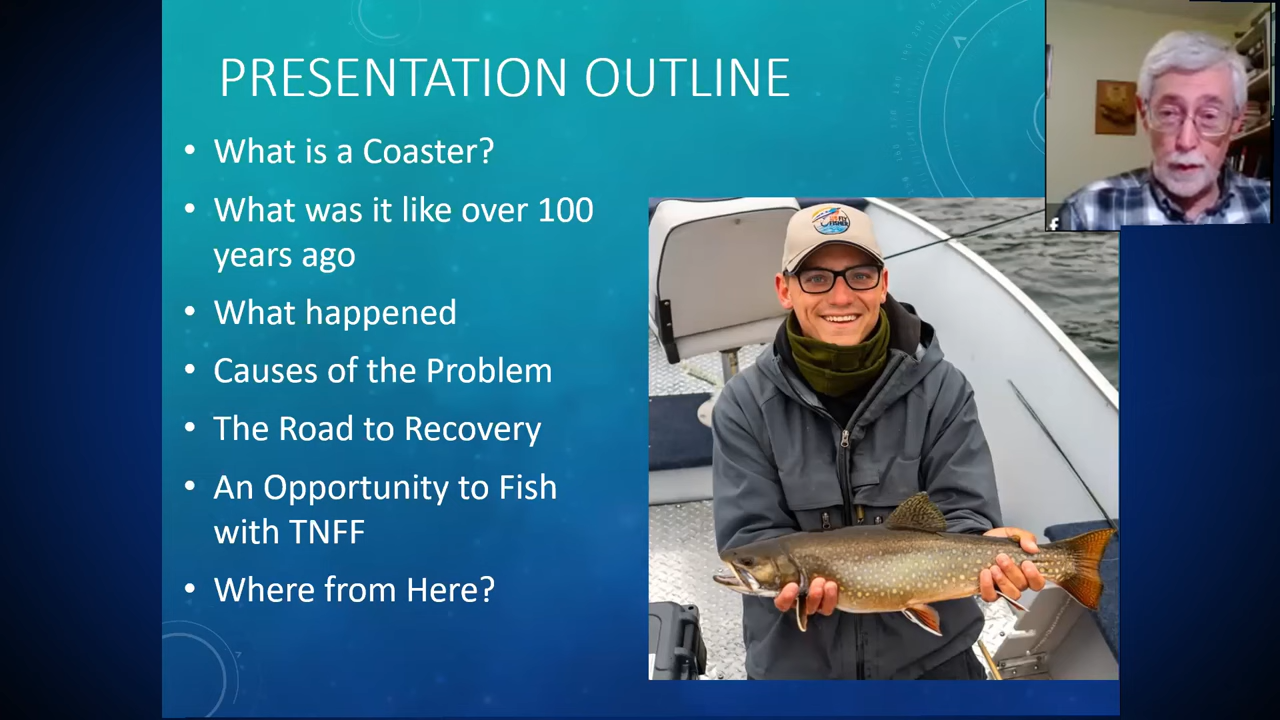 PRESENTATION OUTLINE
• What is a Coaster?
• What was it like over 100
years ago
• What happened
• Causes of the Problem
• The Road to Recovery
• An Opportunity to Fish
with TNFF
• Where from Here?